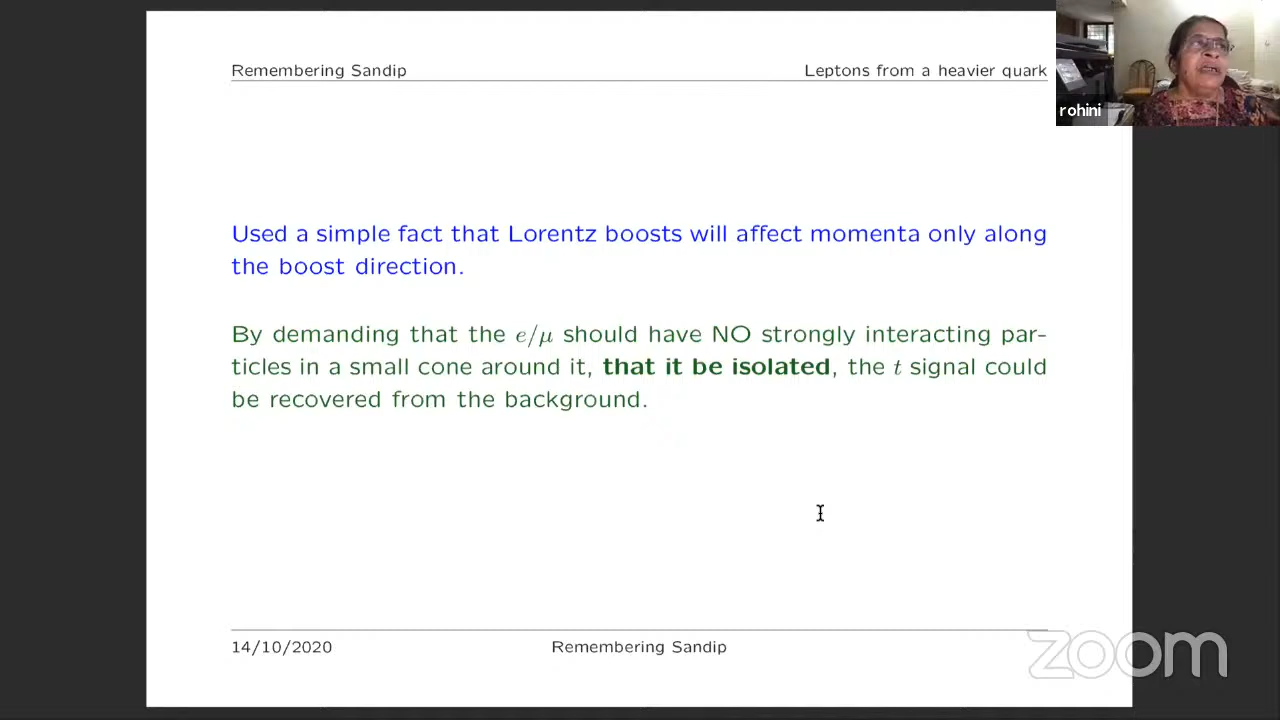 Remembering Sandip
Leptons from a heavier quark
rohini
Used a simple fact that Lorentz boosts will affect momenta only along
the boost direction.
By demanding that the e/μ should have NO strongly interacting par-
ticles in a small cone around it, that it be isolated, the t signal could
be recovered from the background.
14/10/2020
Remembering Sandip
zoom